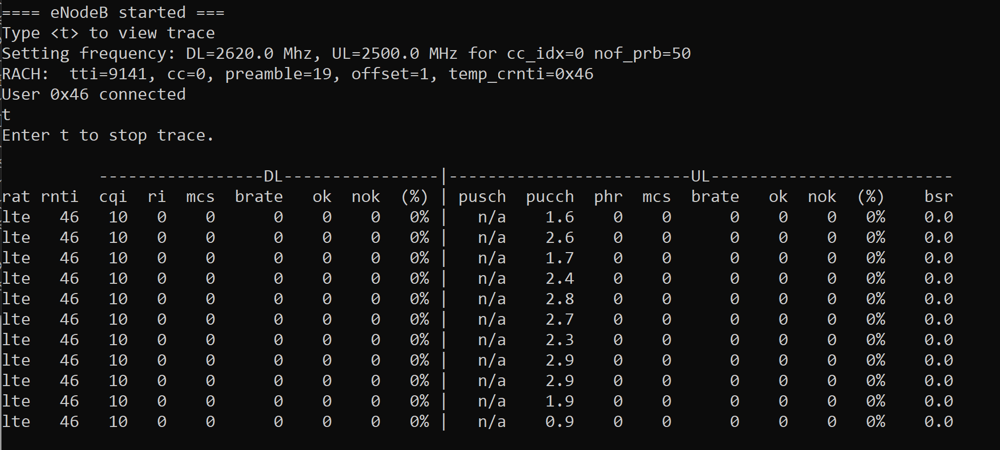 ==== eNodeB started ===
Type <t> to view trace
Setting frequency: DL=2620.0 Mhz, UL=2500.0 MHz for cc_idx=0 nof_prb=50
RACH:  tti=9141, cc=0, preamble=19, offset=1, temp_crnti=0x46
User 0x46 connected
t
Enter t to stop trace.
-----------------DL----------------|-------------------------UL-------------------------
rat rnti  cqi  ri  mcs  brate   ok  nok  (%) | pusch  pucch  phr  mcs  brate   ok  nok  (%)    bsr
lte   46   10   0    0      0    0    0   0% |   n/a    1.6    0    0      0    0    0   0%    0.0
lte   46   10   0    0      0    0    0   0% |   n/a    2.6    0    0      0    0    0   0%    0.0
lte   46   10   0    0      0    0    0   0% |   n/a    1.7    0    0      0    0    0   0%    0.0
lte   46   10   0    0      0    0    0   0% |   n/a    2.4    0    0      0    0    0   0%    0.0
lte   46   10   0    0      0    0    0   0% |   n/a    2.8    0    0      0    0    0   0%    0.0
lte   46   10   0    0      0    0    0   0% |   n/a    2.7    0    0      0    0    0   0%    0.0
lte   46   10   0    0      0    0    0   0% |   n/a    2.3    0    0      0    0    0   0%    0.0
lte   46   10   0    0      0    0    0   0% |   n/a    2.9    0    0      0    0    0   0%    0.0
lte   46   10   0    0      0    0    0   0% |   n/a    2.9    0    0      0    0    0   0%    0.0
lte   46   10   0    0      0    0    0   0% |   n/a    1.9    0    0      0    0    0   0%    0.0
lte   46   10   0    0      0    0    0   0% |   n/a    0.9    0    0      0    0    0   0%    0.0